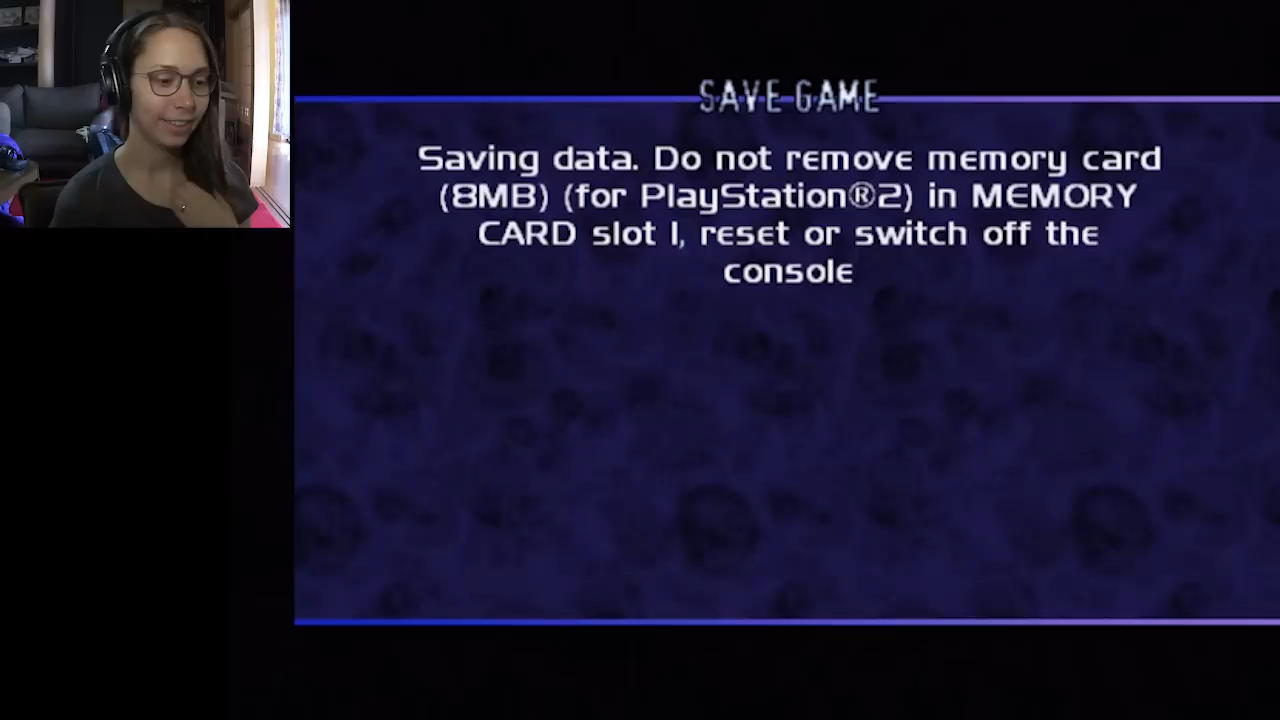 SAVE GAME
Saving data. Do not remove memory card
(8MB) (for PlayStation®2) in MEMORY
CARD slot 1, reset or switch off the
console